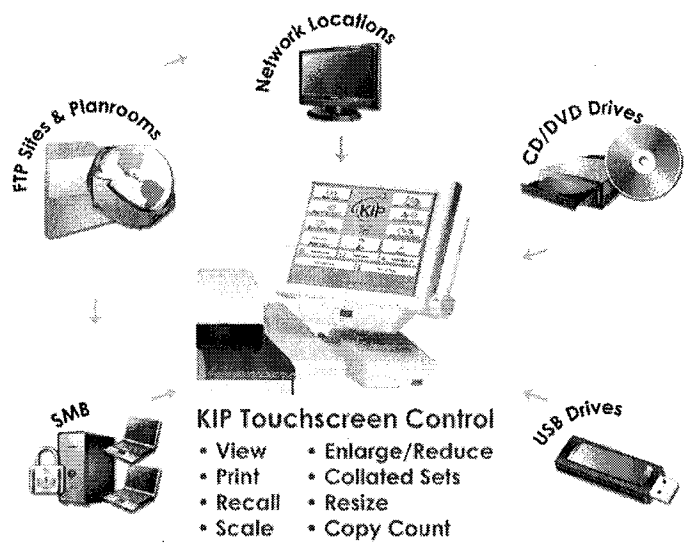 Network Locations
FTP Sites & Planrooms
CD/DVD Drives
KIP
SMB
USB Drives
KIP Touchscreen Control
• View • Enlarge/Reduce
• Print • Collated Sets
• Recall • Resize
• Scale • Copy Count